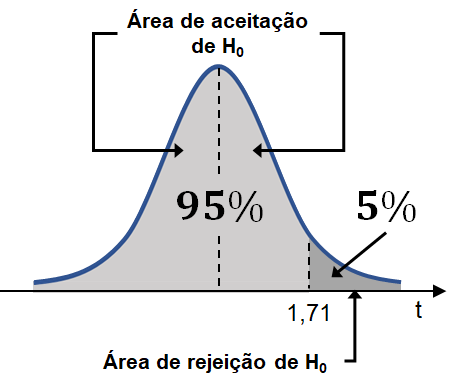 Área de aceitação
de H₀
95%
5%
1,71
t
Área de rejeição de H₀